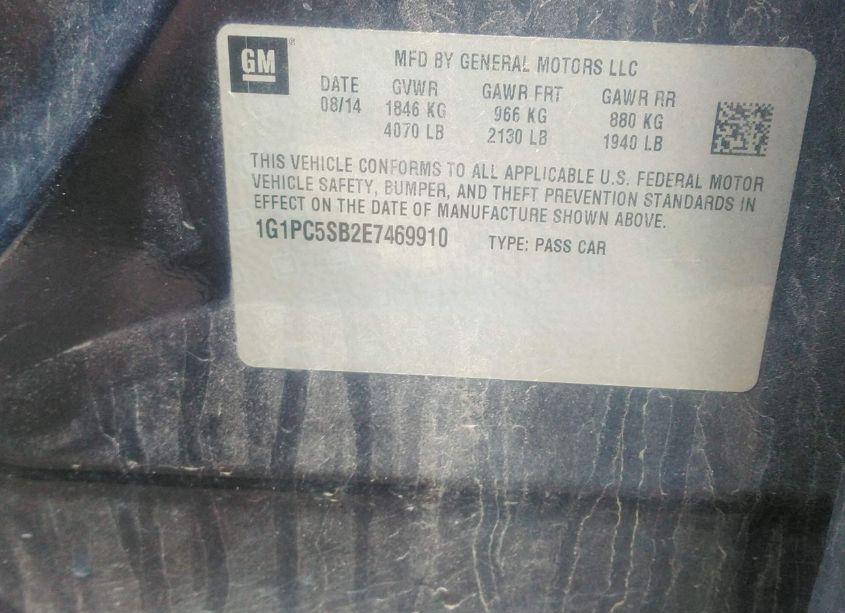 GM
MFD BY GENERAL MOTORS LLC
DATE GVWR GAWR FRT GAWR RR
08/14 1846 KG 966 KG 880 KG
4070 LB 2130 LB 1940 LB
THIS VEHICLE CONFORMS TO ALL APPLICABLE U.S. FEDERAL MOTOR
VEHICLE SAFETY, BUMPER, AND THEFT PREVENTION STANDARDS IN
EFFECT ON THE DATE OF MANUFACTURE SHOWN ABOVE.
1G1PC5SB2E7469910 TYPE: PASS CAR